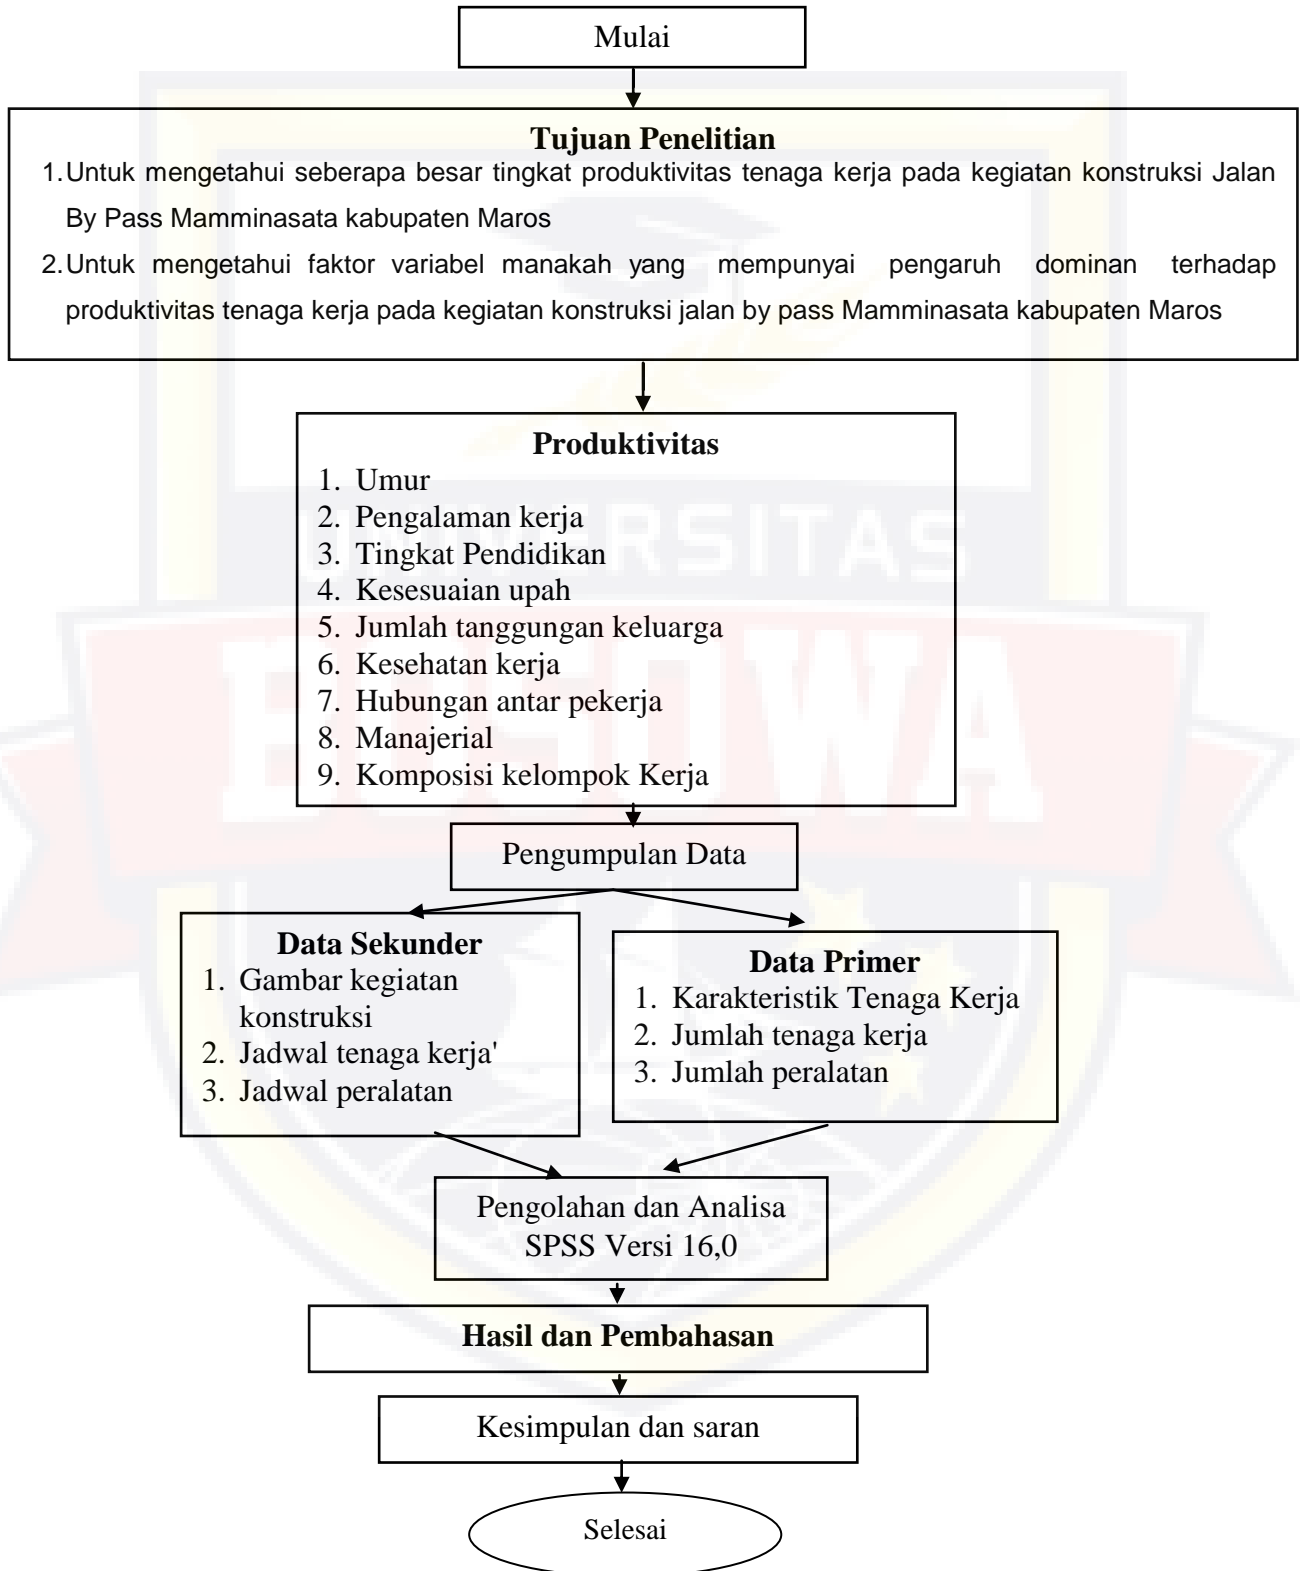 Mulai
Tujuan Penelitian
1.Untuk mengetahui seberapa besar tingkat produktivitas tenaga kerja pada kegiatan konstruksi Jalan
By Pass Mamminasata kabupaten Maros
2.Untuk mengetahui faktor variabel manakah yang mempunyai pengaruh dominan terhadap
produktivitas tenaga kerja pada kegiatan konstruksi jalan by pass Mamminasata kabupaten Maros
Produktivitas
1. Umur
2. Pengalaman kerja
3. Tingkat Pendidikan
4. Kesesuaian upah
5. Jumlah tanggungan keluarga
6. Kesehatan kerja
7. Hubungan antar pekerja
8. Manajerial
9. Komposisi kelompok Kerja
UNIVERSITAS
BOSOWA
Pengumpulan Data
Data Sekunder
1. Gambar kegiatan
konstruksi
2. Jadwal tenaga kerja'
3. Jadwal peralatan
Data Primer
1. Karakteristik Tenaga Kerja
2. Jumlah tenaga kerja
3. Jumlah peralatan
Pengolahan dan Analisa
SPSS Versi 16,0
Hasil dan Pembahasan
Kesimpulan dan saran
Selesai